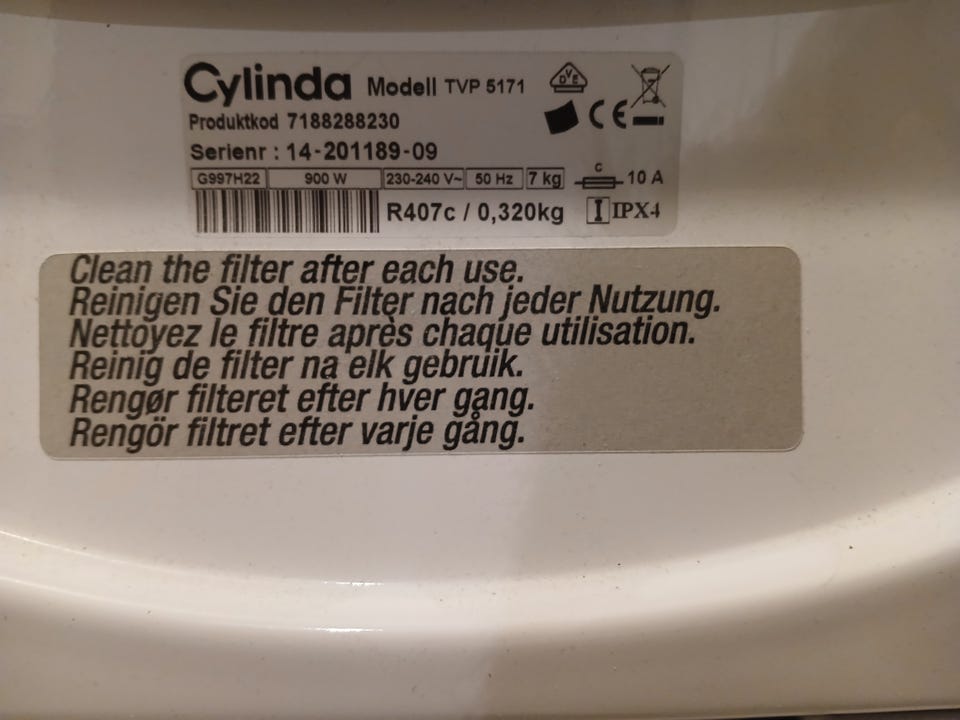 Cylinda Modell TVP 5171
Produktkod 7188288230
Serienr : 14-201189-09
G997H22 900 W 230-240 V~ 50 Hz 7 kg C 10 A
R407c / 0,320kg IPX4
DVE
CE
Clean the filter after each use.
Reinigen Sie den Filter nach jeder Nutzung.
Nettoyez le filtre après chaque utilisation.
Reinig de filter na elk gebruik.
Rengør filteret efter hver gang.
Rengör filtret efter varje gång.